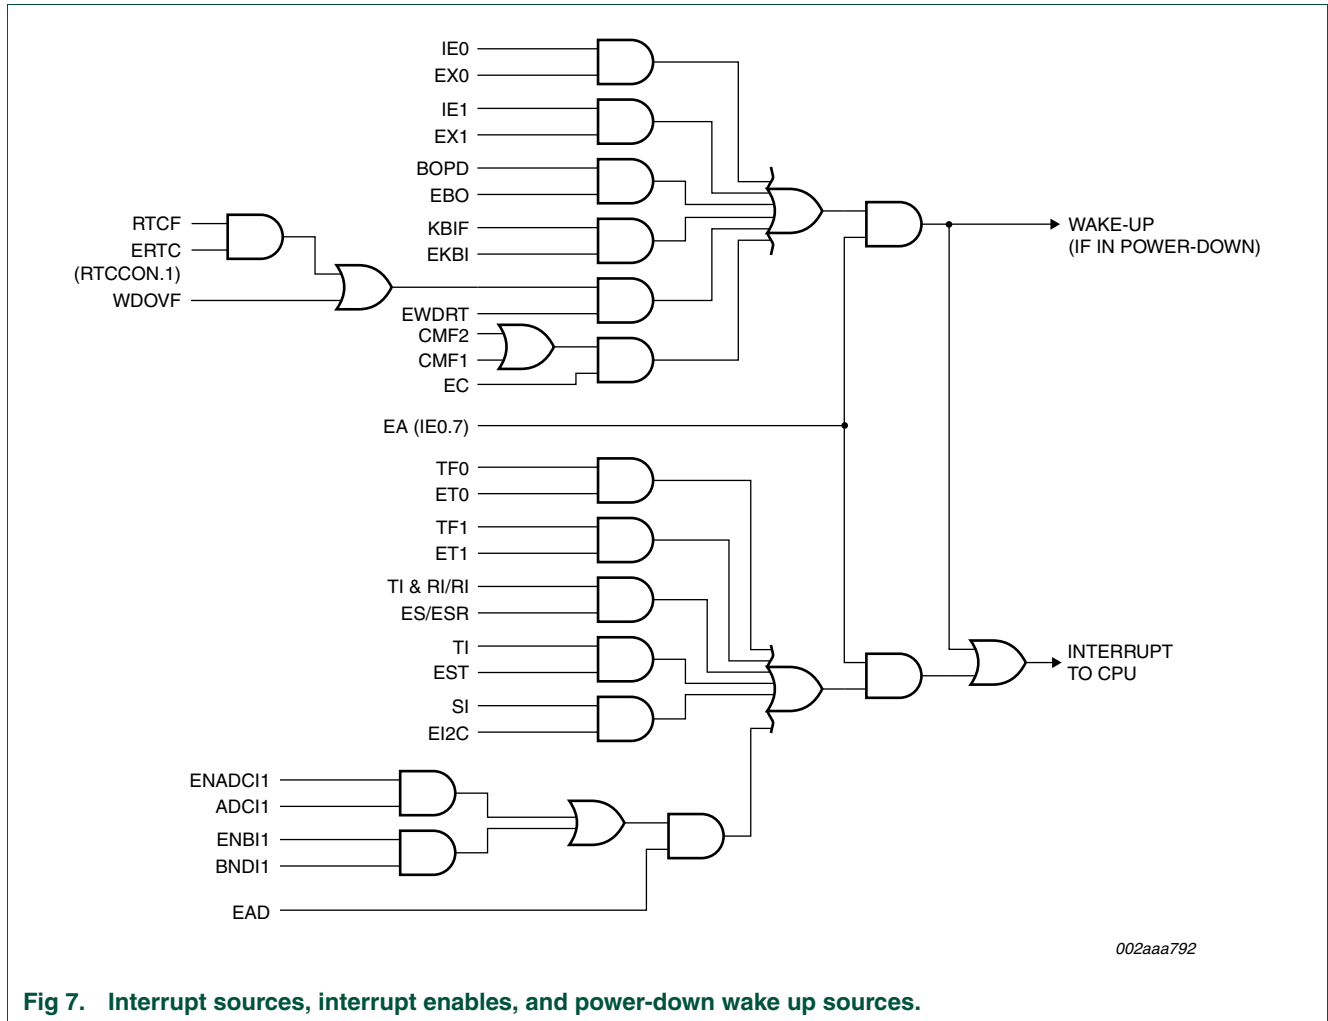 IE0
EX0
IE1
EX1
BOPD
EBO
RTCF
KBIF
ERTC
EKBI
(RTCCON.1)
WDOVF
EWDRT
CMF2
CMF1
EC
WAKE-UP
(IF IN POWER-DOWN)
EA (IE0.7)
TF0
ET0
TF1
ET1
TI & RI/RI
ES/ESR
TI
EST
SI
EI2C
INTERRUPT
TO CPU
ENADCI1
ADCI1
ENBI1
BNDI1
EAD
002aaa792
Fig 7. Interrupt sources, interrupt enables, and power-down wake up sources.